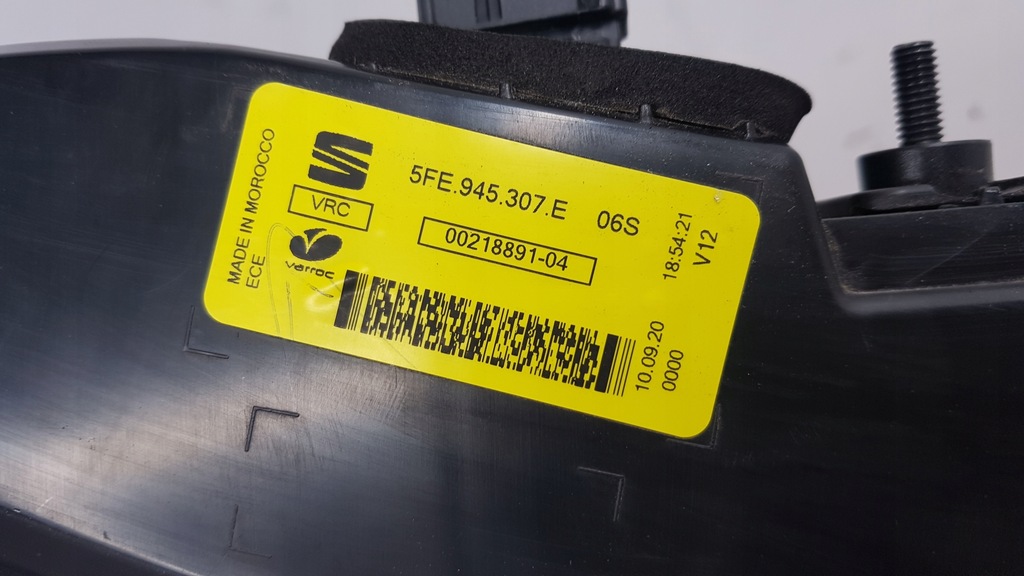 MADE IN MOROCCO
ECE
VRC
varroc
5FE.945.307.E 06S
00218891-04
18:54:21
V12
10.09.20
0000